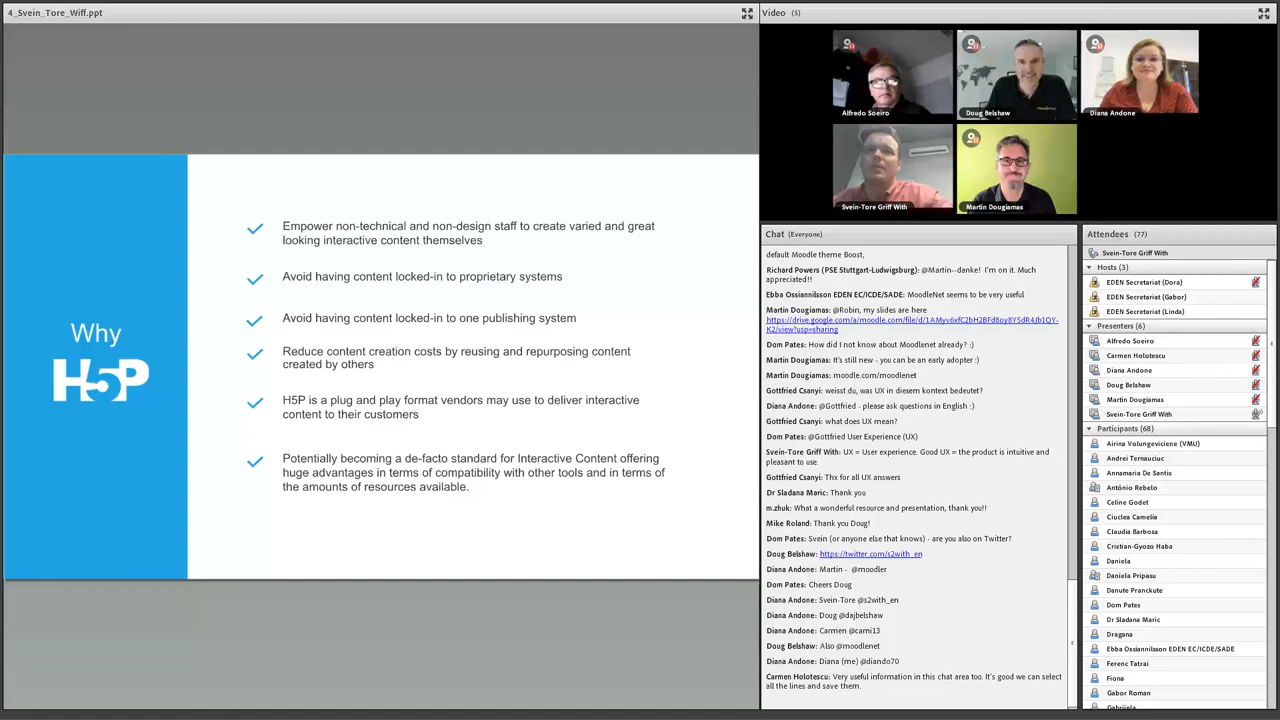 4_Svein_Tore_Wiff.ppt
Why
H5P
Empower non-technical and non-design staff to create varied and great
looking interactive content themselves
Avoid having content locked-in to proprietary systems
Avoid having content locked-in to one publishing system
Reduce content creation costs by reusing and repurposing content
created by others
H5P is a plug and play format vendors may use to deliver interactive
content to their customers
Potentially becoming a de-facto standard for Interactive Content offering
huge advantages in terms of compatibility with other tools and in terms of
the amounts of resources available.
Video (5)
Alfredo Soeiro
Doug Belshaw
Diana Andone
Svein-Tore Griff With
Martin Dougiamas
Chat (Everyone)
default Moodle theme Boost,
Richard Powers (PSE Stuttgart-Ludwigsburg): @Martin--danke! I'm on it. Much
appreciated!!
Ebba Ossiannilsson EDEN EC/ICDE/SADE: MoodleNet seems to be very useful
Martin Dougiamas: @Robin, my slides are here
https://drive.google.com/a/moodle.com/file/d/1AMyv6xfC2bH2BFd8oy8Y5dR4Jb1QY-
K2/view?usp=sharing
Dom Pates: How did I not know about Moodlenet already? :)
Martin Dougiamas: It's still new - you can be an early adopter :)
Martin Dougiamas: moodle.com/moodlenet
Gottfried Csanyi: weisst du, was UX in diesem kontext bedeutet?
Diana Andone: @Gottfried - please ask questions in English :)
Gottfried Csanyi: what does UX mean?
Dom Pates: @Gottfried User Experience (UX)
Svein-Tore Griff With: UX = User experience. Good UX = the product is intuitive and
pleasant to use.
Gottfried Csanyi: Thx for all UX answers
Dr Sladana Maric: Thank you
m.zhuk: What a wonderful resource and presentation, thank you!!
Mike Roland: Thank you Doug!
Dom Pates: Svein (or anyone else that knows) - are you also on Twitter?
Doug Belshaw: https://twitter.com/s2with_en
Diana Andone: Martin - @moodler
Dom Pates: Cheers Doug
Diana Andone: Svein-Tore @s2with_en
Diana Andone: Doug @dajbelshaw
Diana Andone: Carmen @cami13
Doug Belshaw: Also @moodlenet
Diana Andone: Diana (me) @diando70
Carmen Holotescu: Very useful information in this chat area too. It's good we can select
all the lines and save them.
Attendees (77)
Svein-Tore Griff With
Hosts (3)
EDEN Secretariat (Dora)
EDEN Secretariat (Gabor)
EDEN Secretariat (Linda)
Presenters (6)
Alfredo Soeiro
Carmen Holotescu
Diana Andone
Doug Belshaw
Martin Dougiamas
Svein-Tore Griff With
Participants (68)
Airina Volungeviciene (VMU)
Andrei Ternauciuc
Annamaria De Santis
António Rebelo
Celine Godet
Ciuclea Camelia
Claudia Barbosa
Cristian-Gyozo Haba
Daniela
Daniela Pripasu
Danute Pranckute
Dom Pates
Dr Sladana Maric
Dragana
Ebba Ossiannilsson EDEN EC/ICDE/SADE
Ferenc Tatrai
Fiona
Gabor Roman
Gabrijela